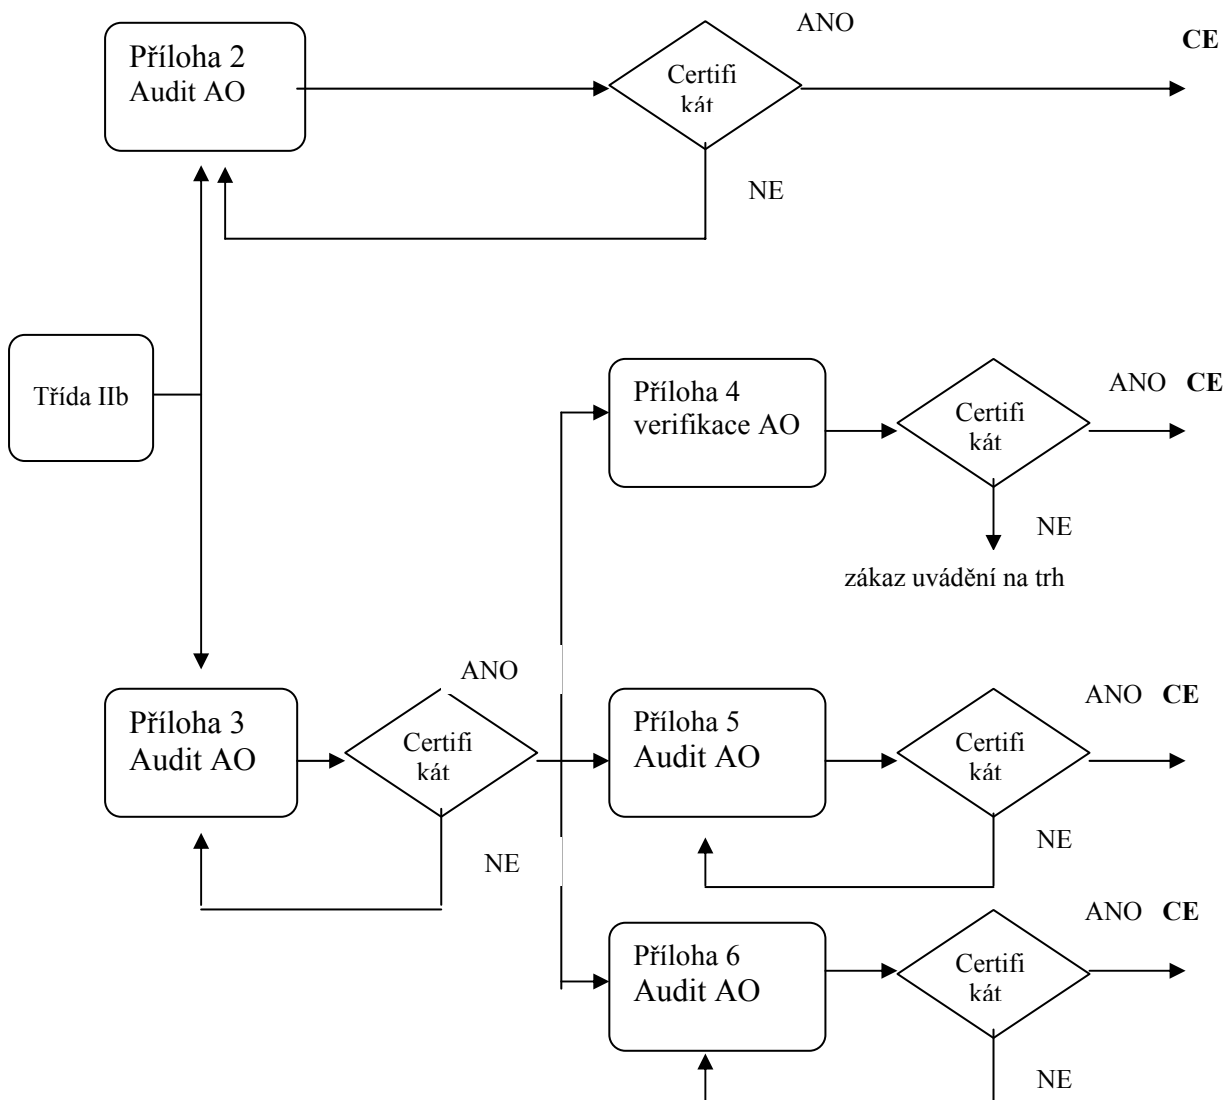 ANO
CE
Příloha 2
Audit AO
Certifi
kát
NE
Třída IIb
Příloha 4
verifikace AO
Certifi
kát
ANO CE
NE
zákaz uvádění na trh
Příloha 3
Audit AO
Certifi
kát
ANO
NE
Příloha 5
Audit AO
Certifi
kát
ANO CE
NE
Příloha 6
Audit AO
Certifi
kát
ANO CE
NE